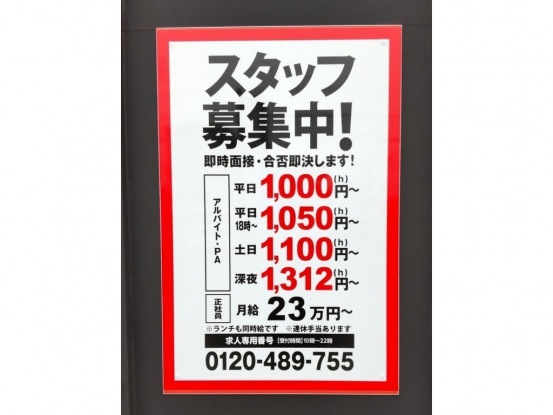 スタッフ
募集中!
即時面接・合否即決します!
アルバイト・PA
平日 1,000円~ (h)
平日 18時~ 1,050円~ (h)
土日 1,100円~ (h)
深夜 1,312円~ (h)
正社員 月給 23万円~
※ランチも同時給です ※連休手当あります
求人専用番号 【受付時間】10時~22時
0120-489-755